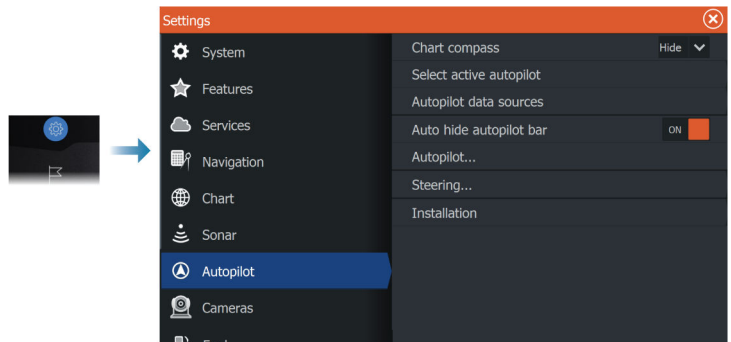 Settings
System
Features
Services
Navigation
Chart
Sonar
Autopilot
Cameras
Chart compass Hide
Select active autopilot
Autopilot data sources
Auto hide autopilot bar ON
Autopilot...
Steering...
Installation